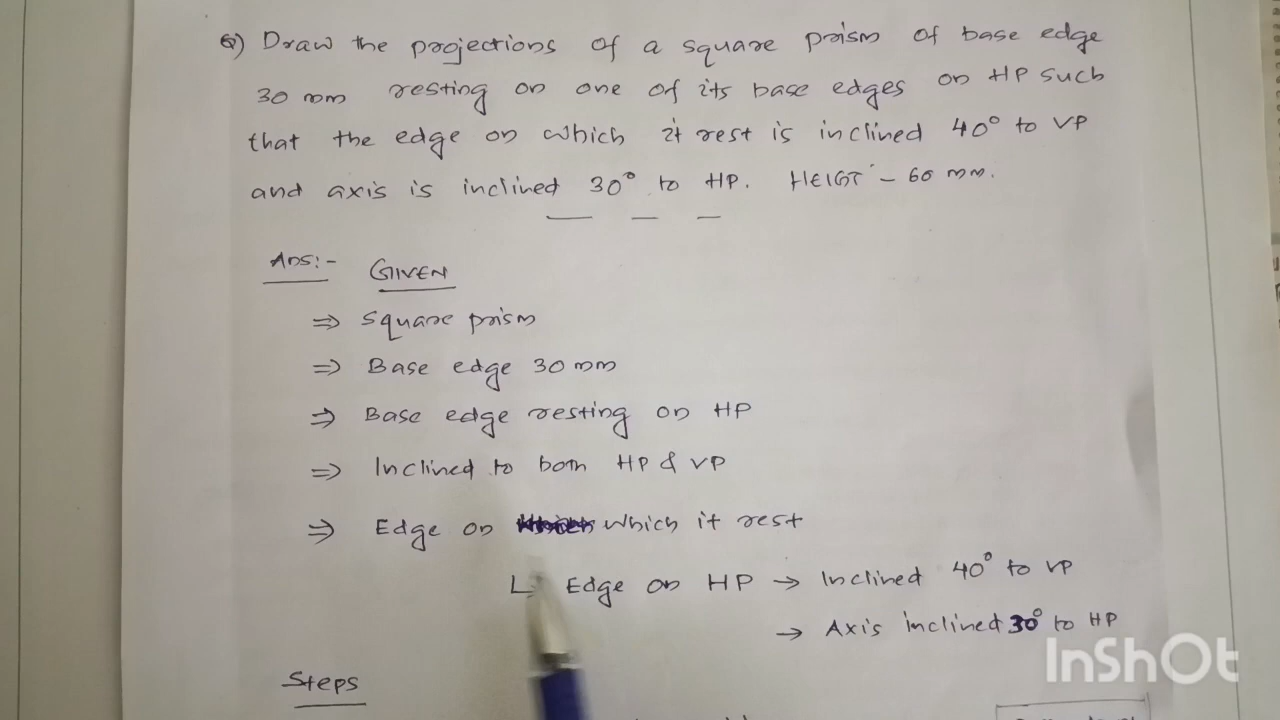 Q) Draw the projections of a square prism of base edge
30 mm resting on one of its base edges on HP such
that the edge on which it rest is inclined 40° to VP
and axis is inclined 30° to HP. HEIGT - 60 mm.
Ans:- GIVEN
⇒ Square prism
⇒ Base edge 30 mm
⇒ Base edge resting on HP
⇒ Inclined to both HP & VP
⇒ Edge on which it rest
↳ Edge on HP → Inclined 40° to VP
→ Axis inclined 30° to HP
Steps
InShOt